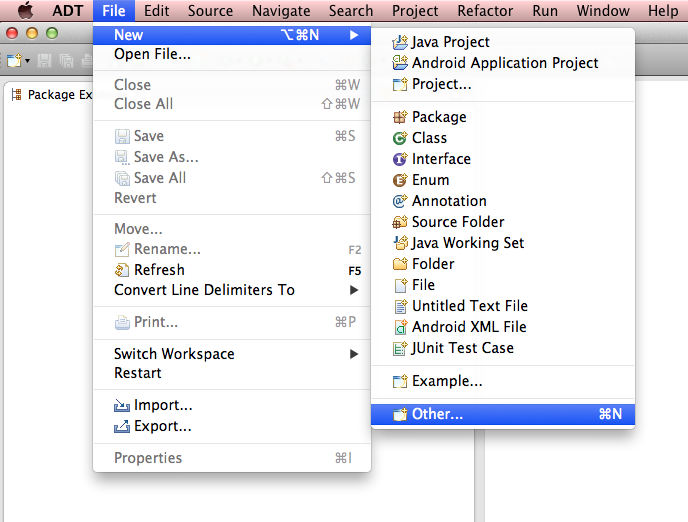 ADT File Edit Source Navigate Search Project Refactor Run Window Help
Package Ex
New ⌥⌘N ▶
Open File...
Close ⌘W
Close All ⇧⌘W
Save ⌘S
Save As...
Save All ⇧⌘S
Revert
Move...
Rename... F2
Refresh F5
Convert Line Delimiters To ▶
Print... ⌘P
Switch Workspace ▶
Restart
Import...
Export...
Properties ⌘I
Java Project
Android Application Project
Project...
Package
Class
Interface
Enum
Annotation
Source Folder
Java Working Set
Folder
File
Untitled Text File
Android XML File
JUnit Test Case
Example...
Other... ⌘N